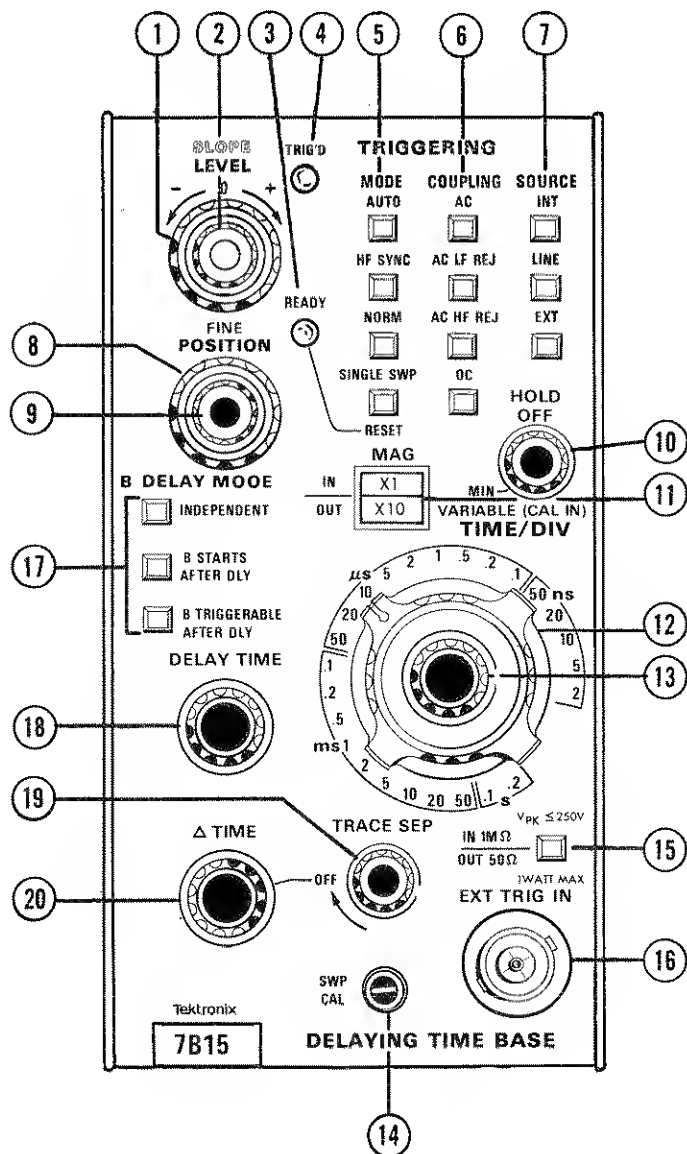 1 2 3 4 5 6 7
SLOPE
LEVEL
- 0 +
TRIG'D
TRIGGERING
MODE COUPLING SOURCE
AUTO AC INT
HF SYNC AC LF REJ LINE
READY
NORM AC HF REJ EXT
SINGLE SWP DC
RESET
FINE
POSITION
8
9
HOLD
OFF
10
MIN
MAG
IN X1
OUT X10
11
B DELAY MODE
INDEPENDENT
B STARTS
AFTER DLY
B TRIGGERABLE
AFTER DLY
17
VARIABLE (CAL IN)
TIME/DIV
µs
50 20 10 5 2 1 .5 .2 .1
50 ns
20
10
5
2
12
13
.1
.2
.5
ms 1
2
5
10
20
50
.1 s
.2
DELAY TIME
18
19
TRACE SEP
OFF
Δ TIME
20
VPK ≤ 250V
IN 1M Ω
OUT 50Ω
15
1WATT MAX
EXT TRIG IN
16
SWP
CAL
14
Tektronix
7B15
DELAYING TIME BASE